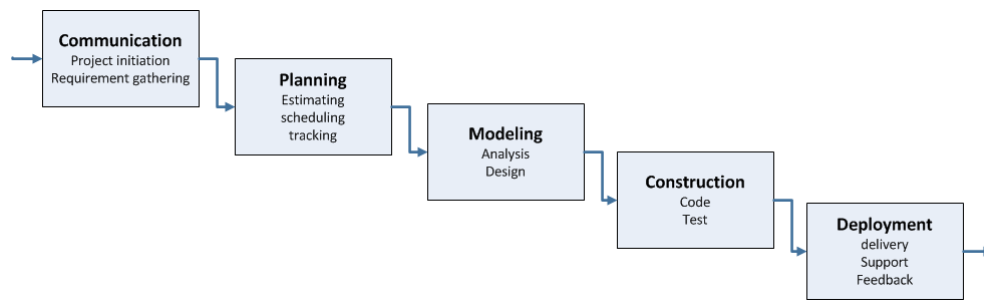 Communication
Project initiation
Requirement gathering
Planning
Estimating
scheduling
tracking
Modeling
Analysis
Design
Construction
Code
Test
Deployment
delivery
Support
Feedback